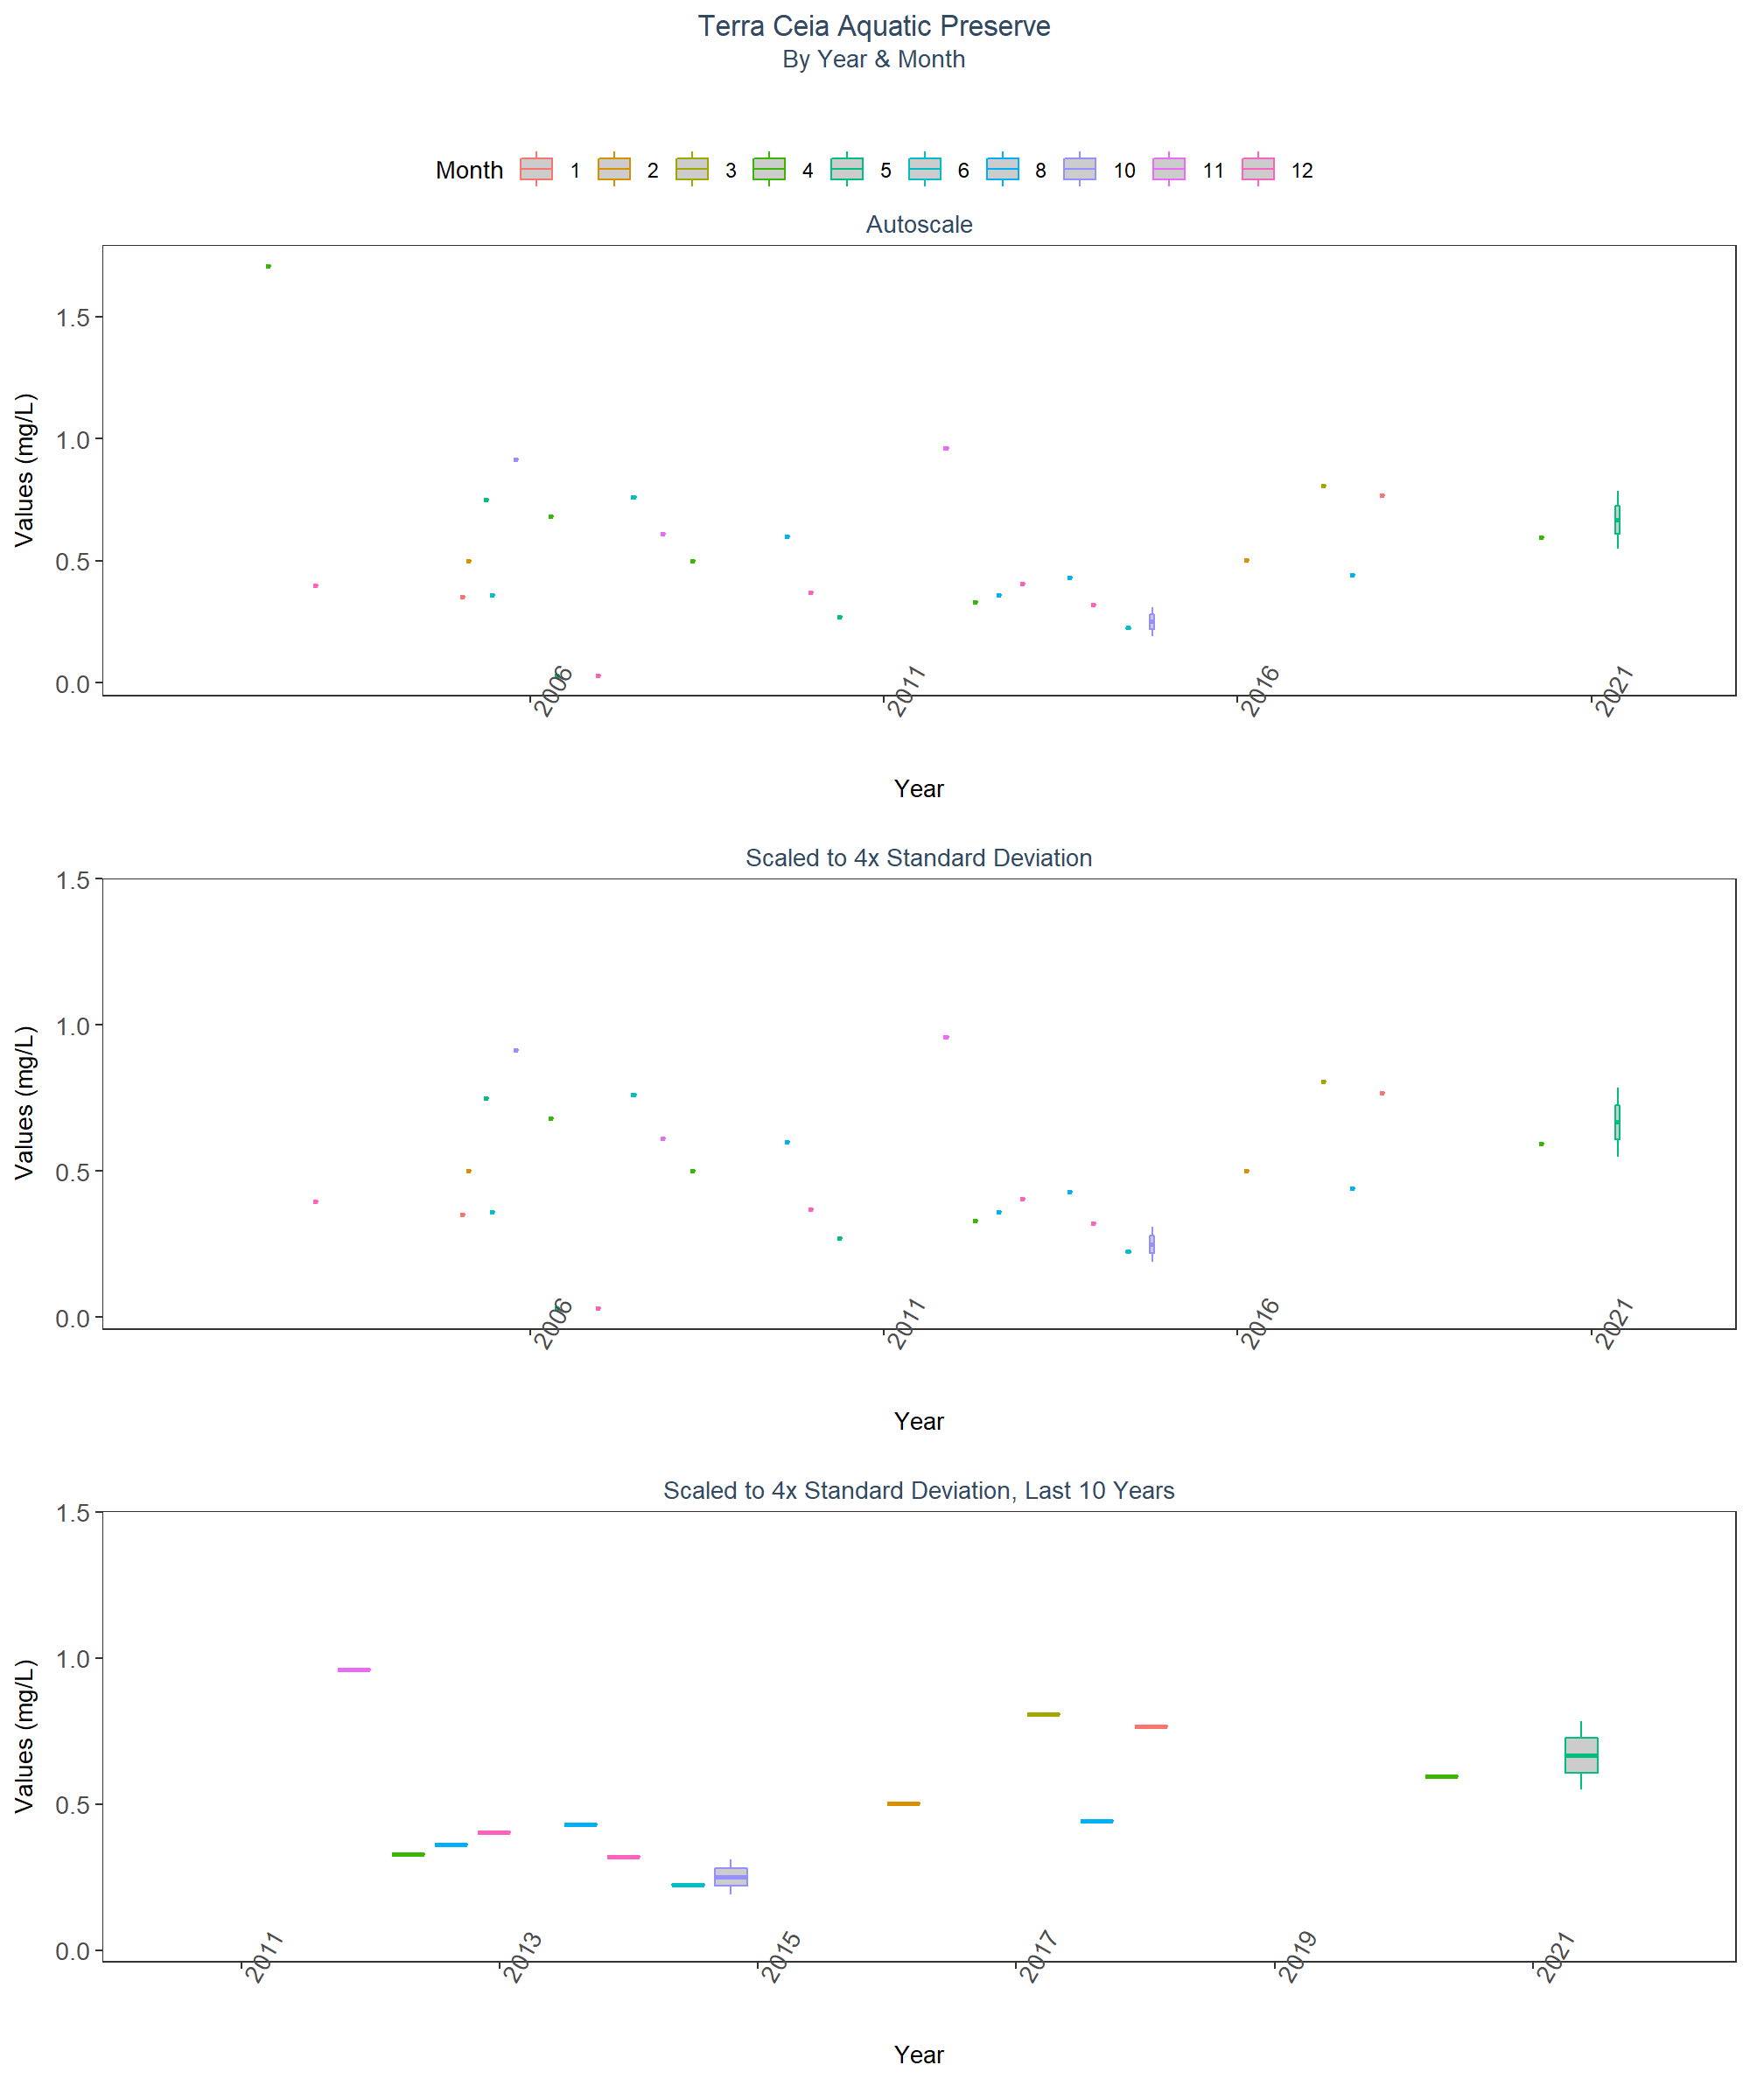 Terra Ceia Aquatic Preserve
By Year & Month
Month 1 2 3 4 5 6 8 10 11 12
Autoscale
Values (mg/L)
1.5
1.0
0.5
0.0
2006 2011 2016 2021
Year
Scaled to 4x Standard Deviation
Values (mg/L)
1.5
1.0
0.5
0.0
2006 2011 2016 2021
Year
Scaled to 4x Standard Deviation, Last 10 Years
Values (mg/L)
1.5
1.0
0.5
0.0
2011 2013 2015 2017 2019 2021
Year